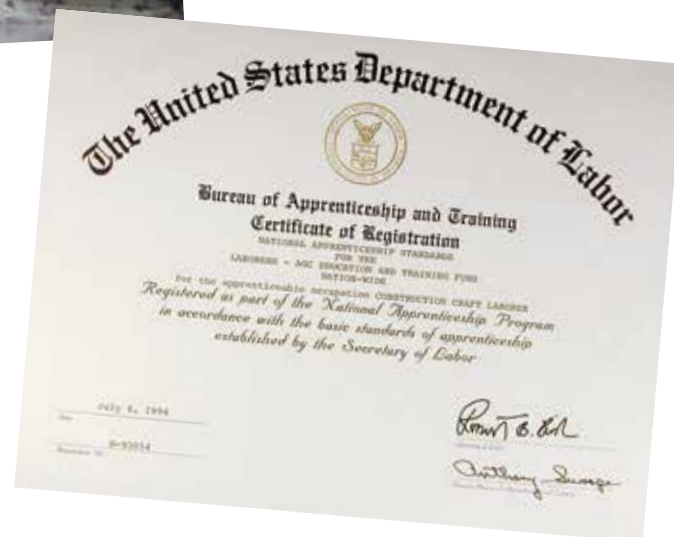 The United States Department of Labor
Bureau of Apprenticeship and Training
Certificate of Registration
NATIONAL APPRENTICESHIP STANDARDS
FOR THE
LABORERS - AGC EDUCATION AND TRAINING FUND
NATION-WIDE
For the apprenticeable occupation CONSTRUCTION CRAFT LABORER
Registered as part of the National Apprenticeship Program
in accordance with the basic standards of apprenticeship
established by the Secretary of Labor
July 6, 1994